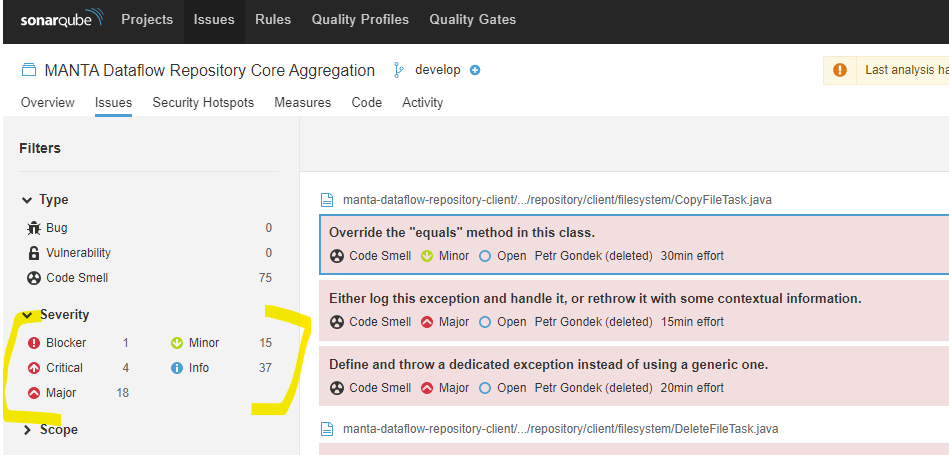 sonarqube Projects Issues Rules Quality Profiles Quality Gates
MANTA Dataflow Repository Core Aggregation develop
Last analysis ha
Overview Issues Security Hotspots Measures Code Activity
Filters
Type
Bug 0
Vulnerability 0
Code Smell 75
Severity
Blocker 1 Minor 15
Critical 4 Info 37
Major 18
Scope
manta-dataflow-repository-client/.../repository/client/filesystem/CopyFileTask.java
Override the "equals" method in this class.
Code Smell Minor Open Petr Gondek (deleted) 30min effort
Either log this exception and handle it, or rethrow it with some contextual information.
Code Smell Major Open Petr Gondek (deleted) 15min effort
Define and throw a dedicated exception instead of using a generic one.
Code Smell Major Open Petr Gondek (deleted) 20min effort
manta-dataflow-repository-client/.../repository/client/filesystem/DeleteFileTask.java